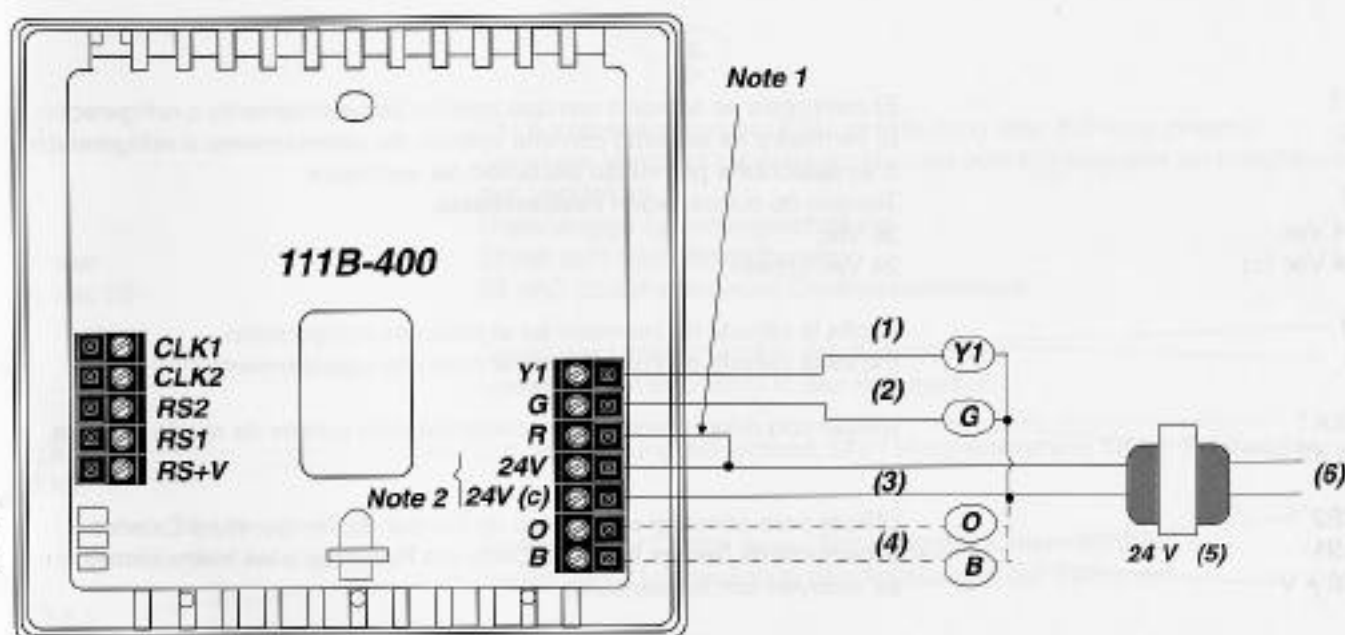 Note 1
111B-400
CLK1
CLK2
RS2
RS1
RS+V
Y1
G
R
24V
24V (c)
O
B
Note 2
(1)
(2)
(3)
(4)
Y1
G
O
B
24 V (5)
(6)